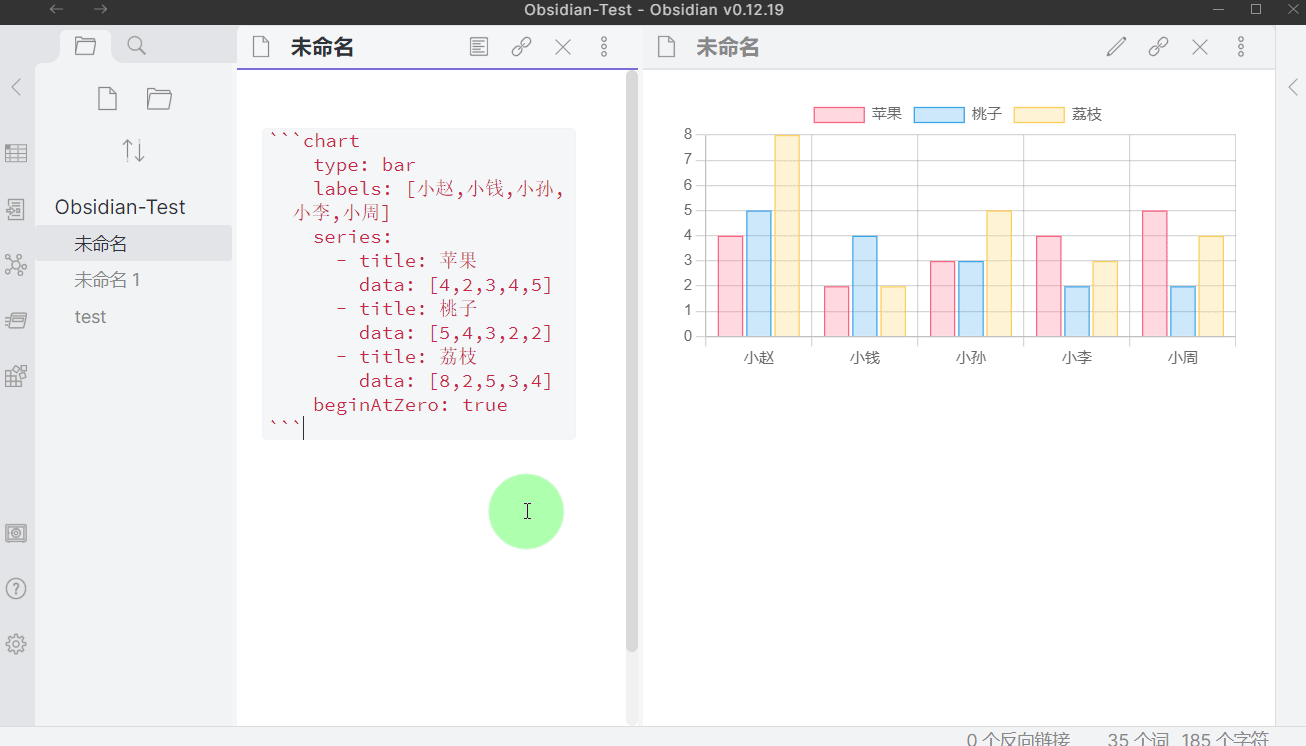 Obsidian-Test - Obsidian v0.12.19
Obsidian-Test
未命名
未命名 1
test
未命名
```chart
type: bar
labels: [小赵,小钱,小孙,
小李,小周]
series:
- title: 苹果
data: [4,2,3,4,5]
- title: 桃子
data: [5,4,3,2,2]
- title: 荔枝
data: [8,2,5,3,4]
beginAtZero: true
```
未命名
苹果 桃子 荔枝
8
7
6
5
4
3
2
1
0
小赵 小钱 小孙 小李 小周
0 个反向链接 35 个词 185 个字符